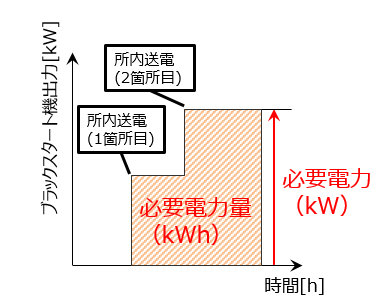 ブラックスタート機出力[kW]
所内送電
(2箇所目)
所内送電
(1箇所目)
必要電力量
（kWh）
必要電力
（kW）
時間[h]